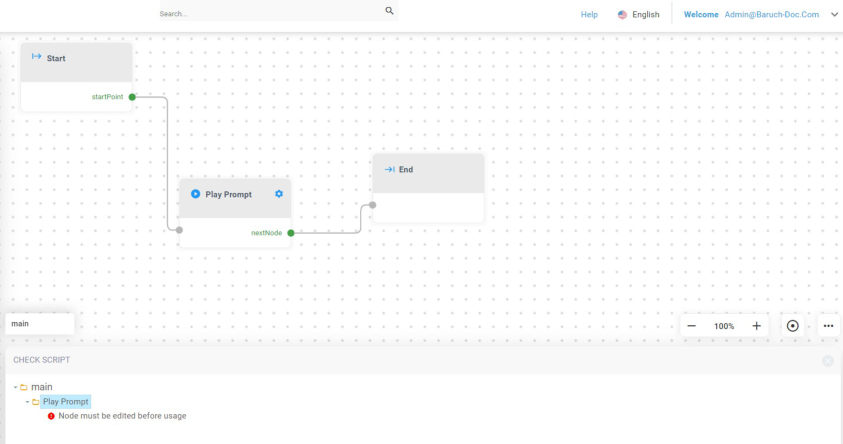 Search...
Help English Welcome Admin@Baruch-Doc.Com
Start
startPoint
End
Play Prompt
nextNode
main
100%
CHECK SCRIPT
main
Play Prompt
Node must be edited before usage